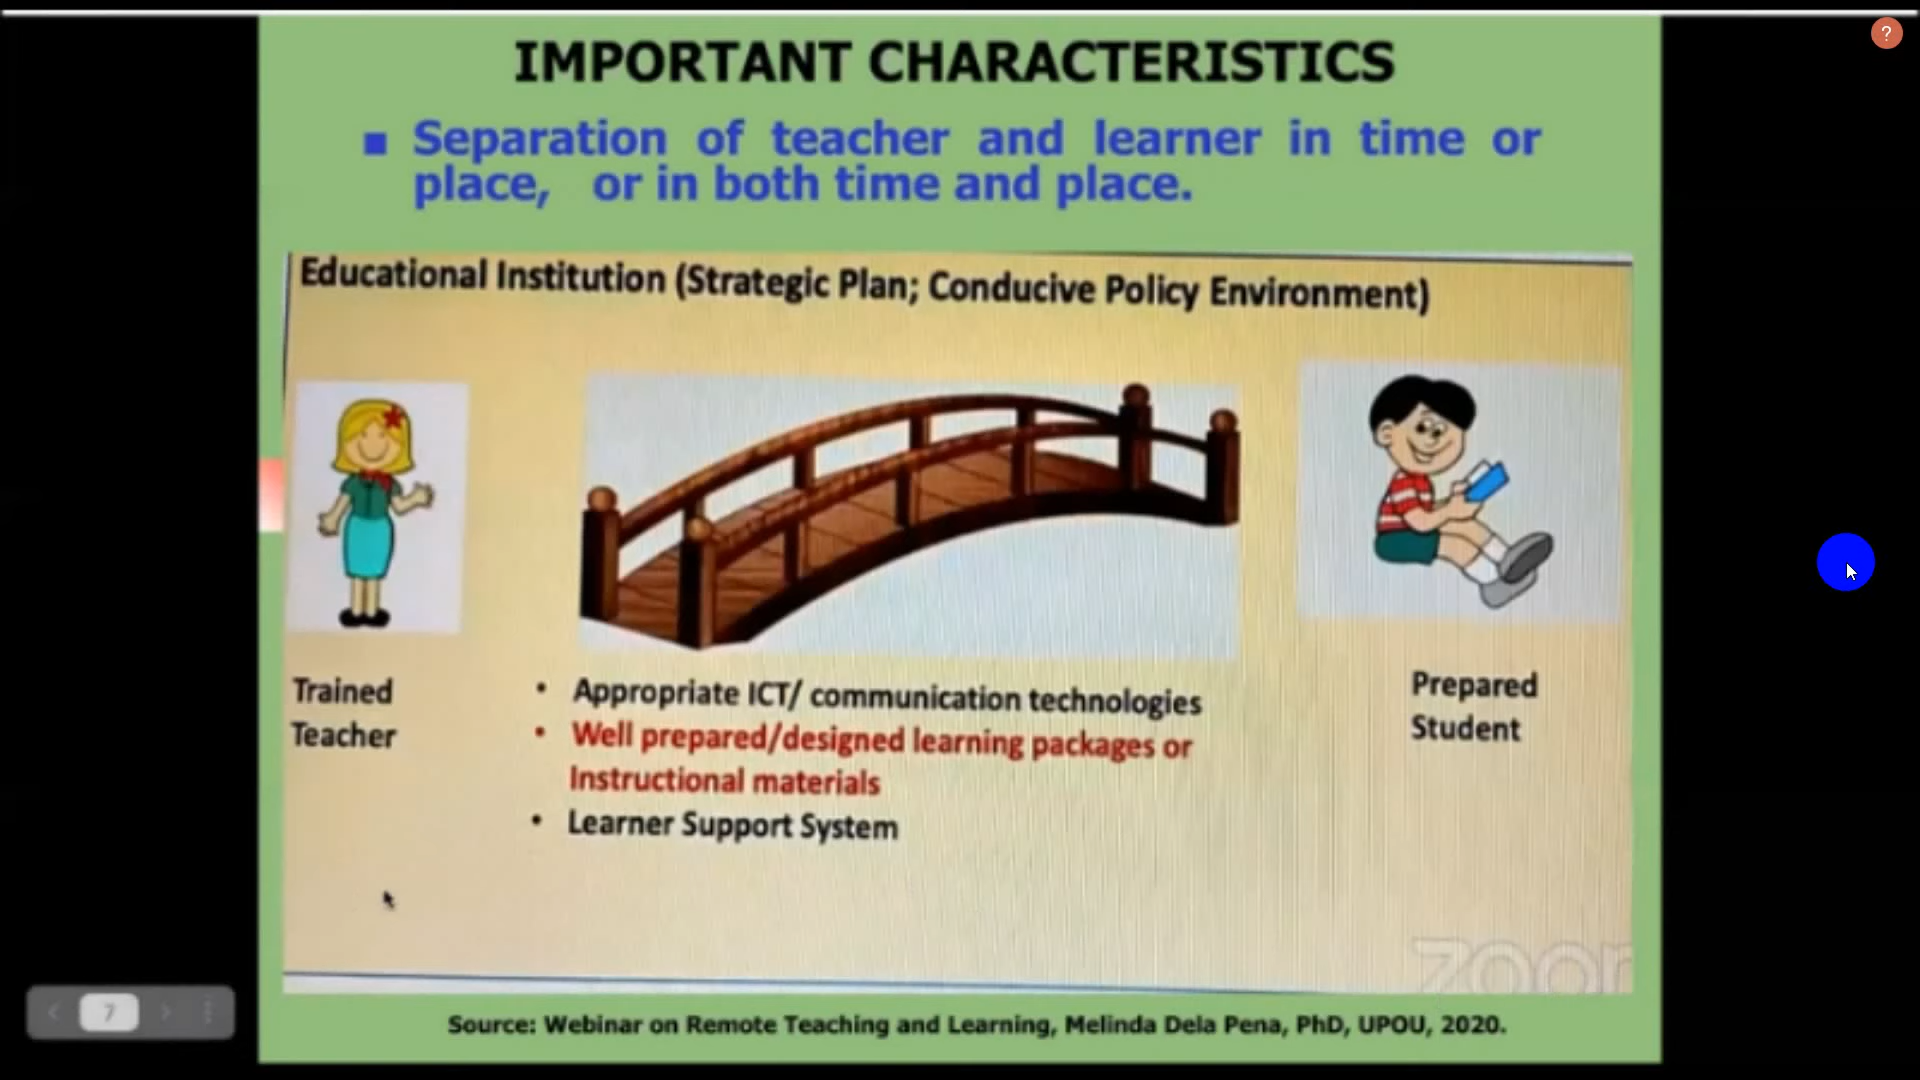 ?
IMPORTANT CHARACTERISTICS
▪ Separation of teacher and learner in time or
place, or in both time and place.
Educational Institution (Strategic Plan; Conducive Policy Environment)
Trained
Teacher
• Appropriate ICT/ communication technologies
• Well prepared/designed learning packages or
Instructional materials
• Learner Support System
Prepared
Student
zoom
7
Source: Webinar on Remote Teaching and Learning, Melinda Dela Pena, PhD, UPOU, 2020.